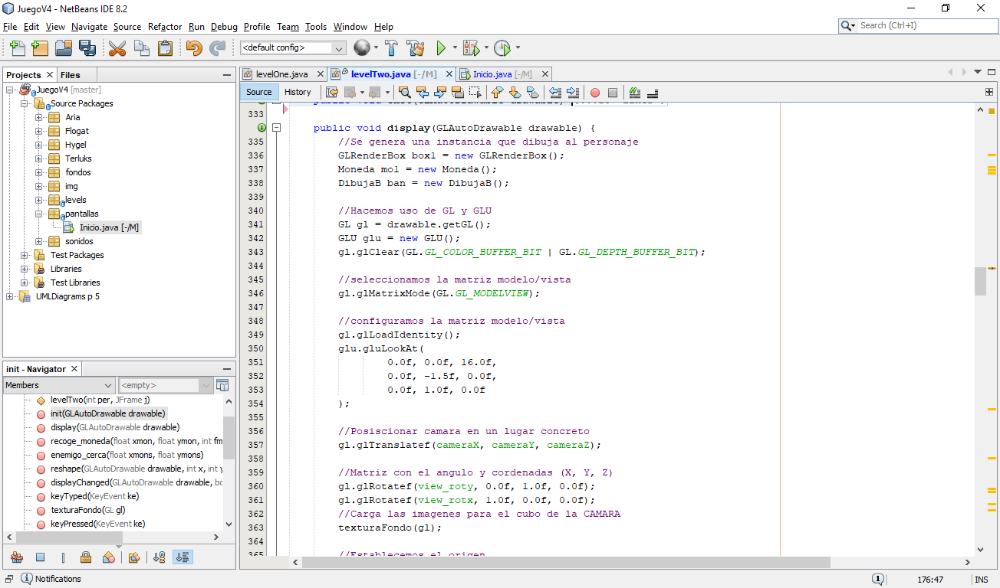 JuegoV4 - NetBeans IDE 8.2
File Edit View Navigate Source Refactor Run Debug Profile Team Tools Window Help
Search (Ctrl+I)
<default config>
Projects Files
JuegoV4 [master]
Source Packages
Aria
Flogat
Hygel
Terluks
fondos
img
levels
pantallas
Inicio.java [-/M]
sonidos
Test Packages
Libraries
Test Libraries
UMLDiagrams p 5
init - Navigator
Members <empty>
levelTwo(int per, JFrame j)
init(GLAutoDrawable drawable)
display(GLAutoDrawable drawable)
recoge_moneda(float xmon, float ymon, int fm
enemigo_cerca(float xmons, float ymons)
reshape(GLAutoDrawable drawable, int x, int y
displayChanged(GLAutoDrawable drawable, bo
keyTyped(KeyEvent ke)
texturaFondo(GL gl)
keyPressed(KeyEvent ke)
levelOne.java levelTwo.java [-/M] Inicio.java [-/M]
Source History
333
public void display(GLAutoDrawable drawable) {
335 //Se genera una instancia que dibuja al personaje
336 GLRenderBox box1 = new GLRenderBox();
337 Moneda mo1 = new Moneda();
338 DibujaB ban = new DibujaB();
339
340 //Hacemos uso de GL y GLU
341 GL gl = drawable.getGL();
342 GLU glu = new GLU();
343 gl.glClear(GL.GL_COLOR_BUFFER_BIT | GL.GL_DEPTH_BUFFER_BIT);
344
345 //seleccionamos la matriz modelo/vista
346 gl.glMatrixMode(GL.GL_MODELVIEW);
347
348 //configuramos la matriz modelo/vista
349 gl.glLoadIdentity();
350 glu.gluLookAt(
351 0.0f, 0.0f, 16.0f,
352 0.0f, -1.5f, 0.0f,
353 0.0f, 1.0f, 0.0f
354 );
355
356 //Posiscionar camara en un lugar concreto
357 gl.glTranslatef(cameraX, cameraY, cameraZ);
358
359 //Matriz con el angulo y cordenadas (X, Y, Z)
360 gl.glRotatef(view_roty, 0.0f, 1.0f, 0.0f);
361 gl.glRotatef(view_rotx, 1.0f, 0.0f, 0.0f);
362 //Carga las imagenes para el cubo de la CAMARA
363 texturaFondo(gl);
364
365 //Establecemos el origen
Notifications
1
176:47 INS